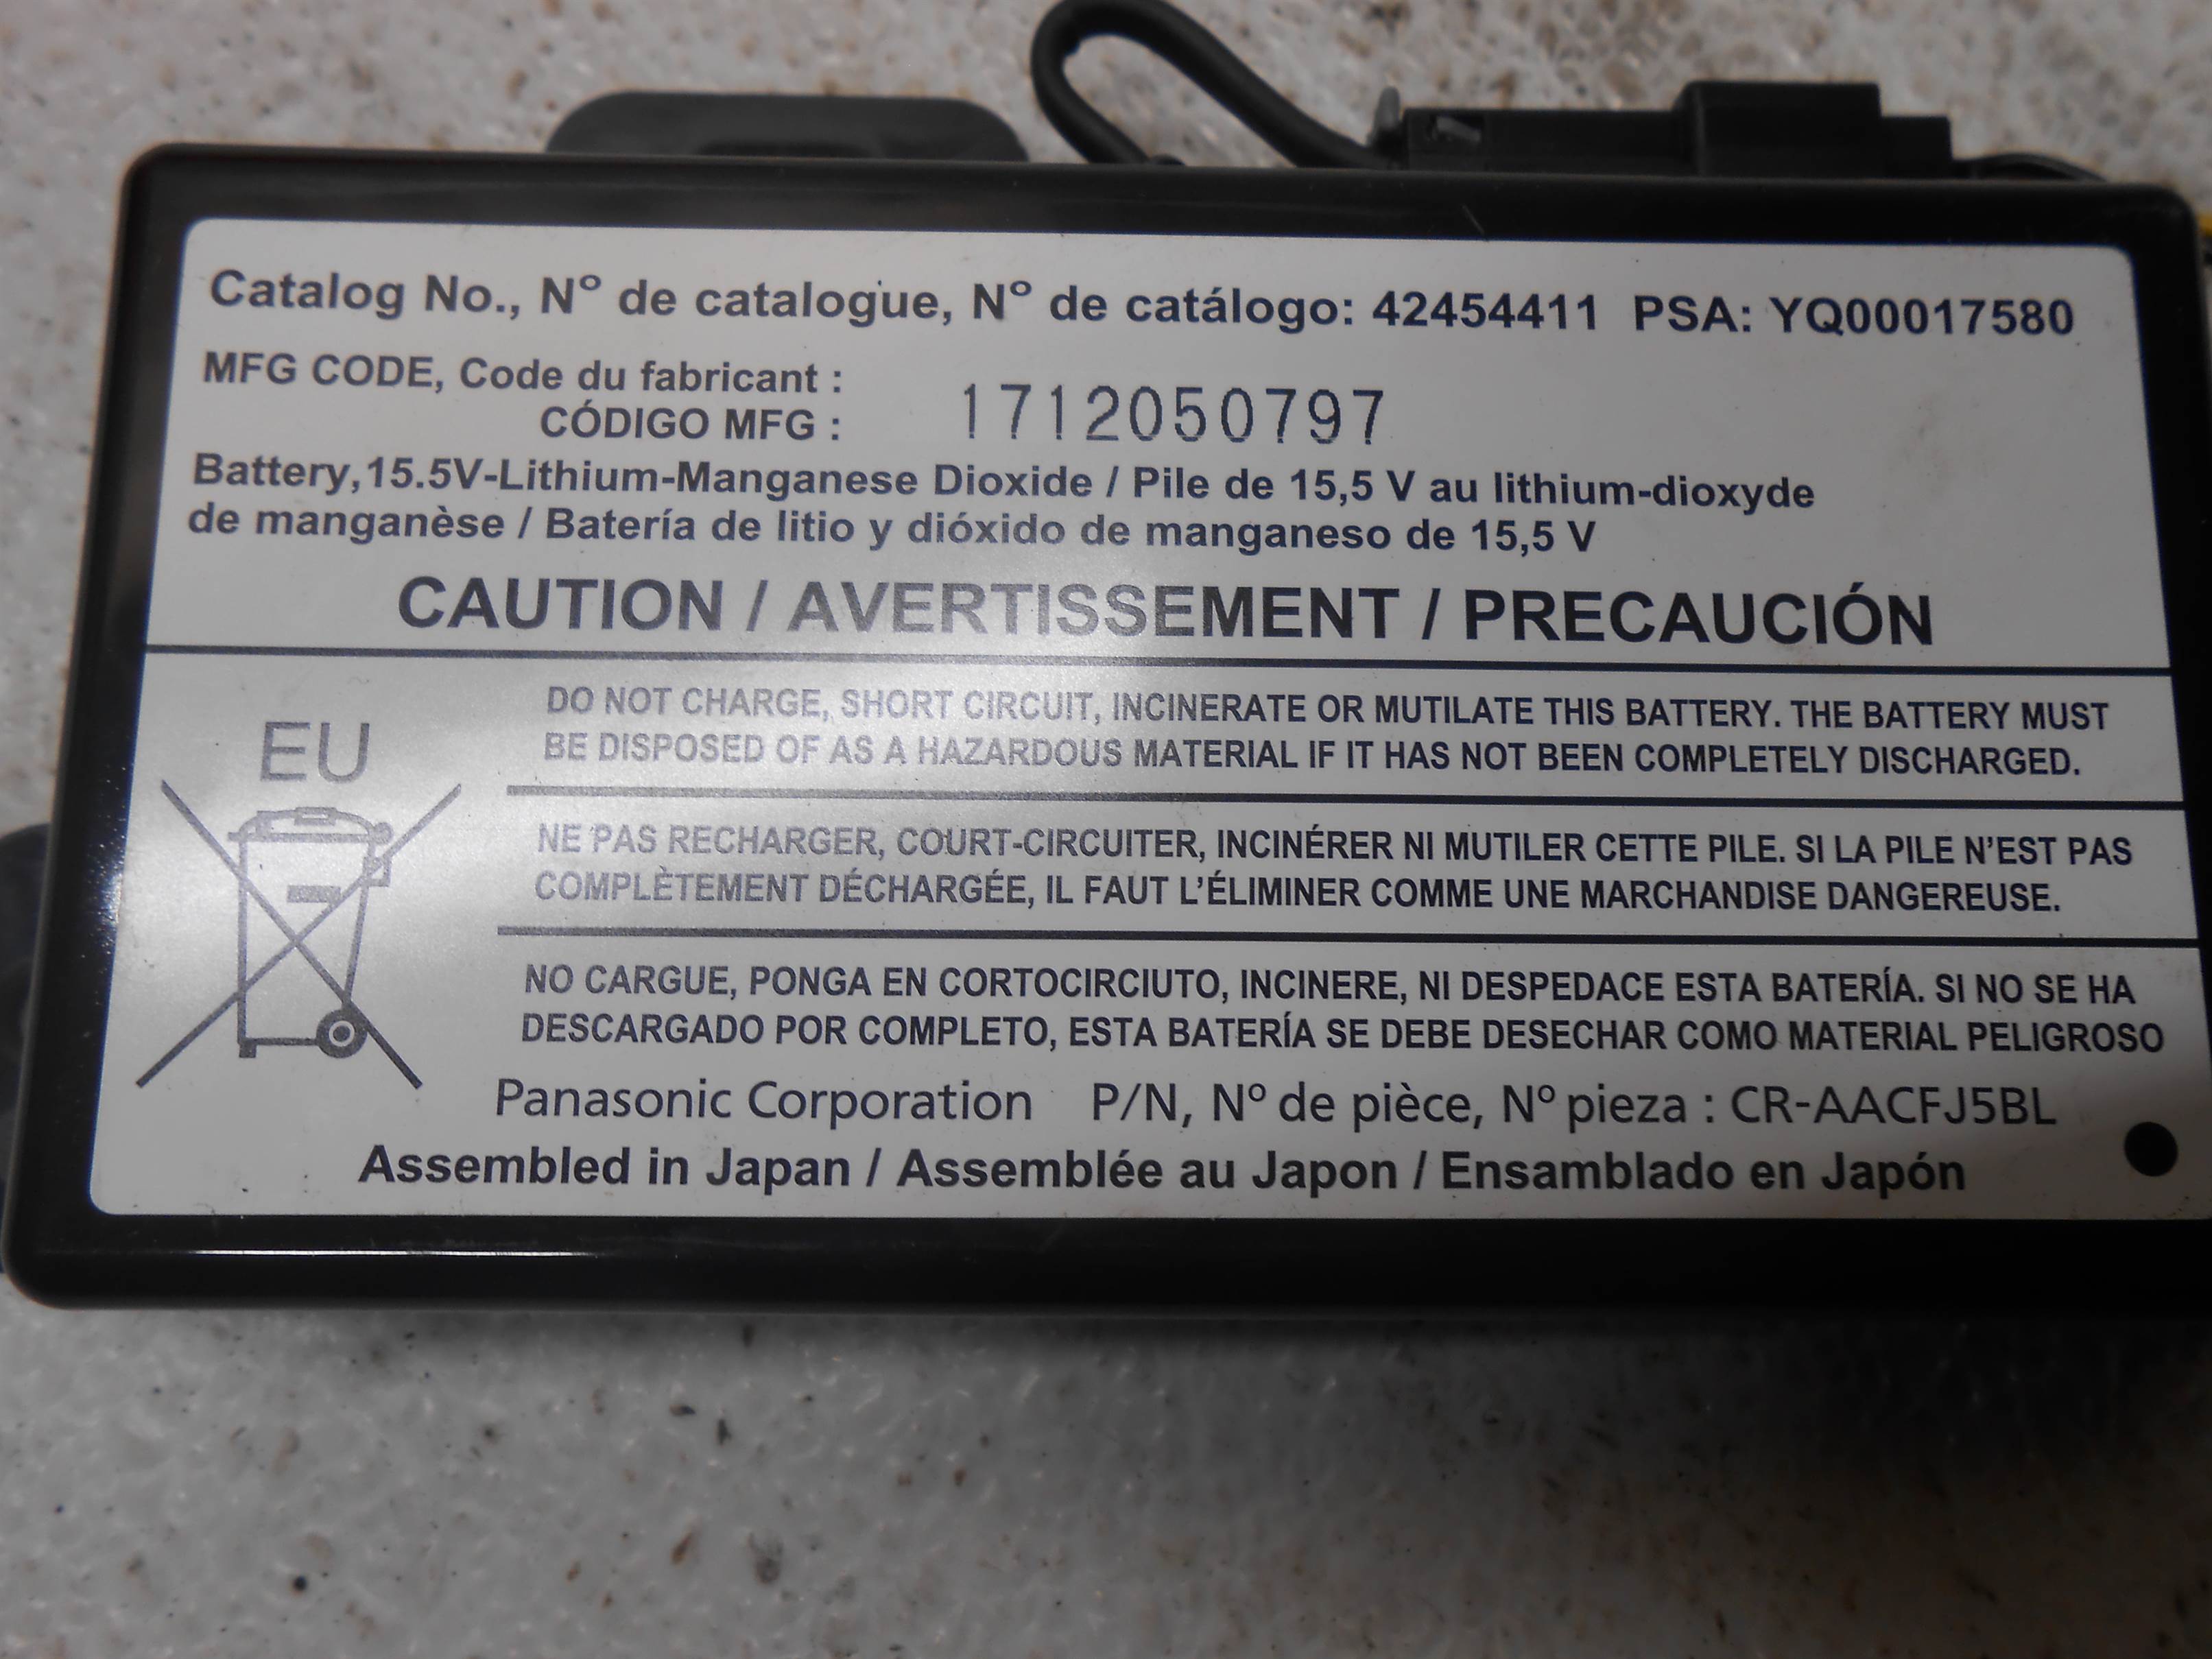 Catalog No., Nº de catalogue, Nº de catálogo: 42454411 PSA: YQ00017580
MFG CODE, Code du fabricant :
CÓDIGO MFG : 1712050797
Battery,15.5V-Lithium-Manganese Dioxide / Pile de 15,5 V au lithium-dioxyde
de manganèse / Batería de litio y dióxido de manganeso de 15,5 V
CAUTION / AVERTISSEMENT / PRECAUCIÓN
EU
DO NOT CHARGE, SHORT CIRCUIT, INCINERATE OR MUTILATE THIS BATTERY. THE BATTERY MUST
BE DISPOSED OF AS A HAZARDOUS MATERIAL IF IT HAS NOT BEEN COMPLETELY DISCHARGED.
NE PAS RECHARGER, COURT-CIRCUITER, INCINÉRER NI MUTILER CETTE PILE. SI LA PILE N'EST PAS
COMPLÈTEMENT DÉCHARGÉE, IL FAUT L'ÉLIMINER COMME UNE MARCHANDISE DANGEREUSE.
NO CARGUE, PONGA EN CORTOCIRCIUTO, INCINERE, NI DESPEDACE ESTA BATERÍA. SI NO SE HA
DESCARGADO POR COMPLETO, ESTA BATERÍA SE DEBE DESECHAR COMO MATERIAL PELIGROSO
Panasonic Corporation P/N, Nº de pièce, Nº pieza : CR-AACFJ5BL
Assembled in Japan / Assemblée au Japon / Ensamblado en Japón